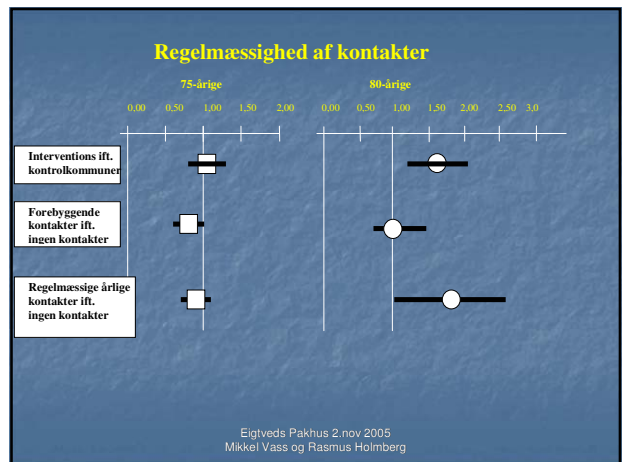 Regelmæssighed af kontakter
75-årige 80-årige
0,00 0,50 1,00 1,50 2,00 0,00 0,50 1,00 1,50 2,00 2,50 3,0
Interventions ift.
kontrolkommuner
Forebyggende
kontakter ift.
ingen kontakter
Regelmæssige årlige
kontakter ift.
ingen kontakter
Eigtveds Pakhus 2.nov 2005
Mikkel Vass og Rasmus Holmberg